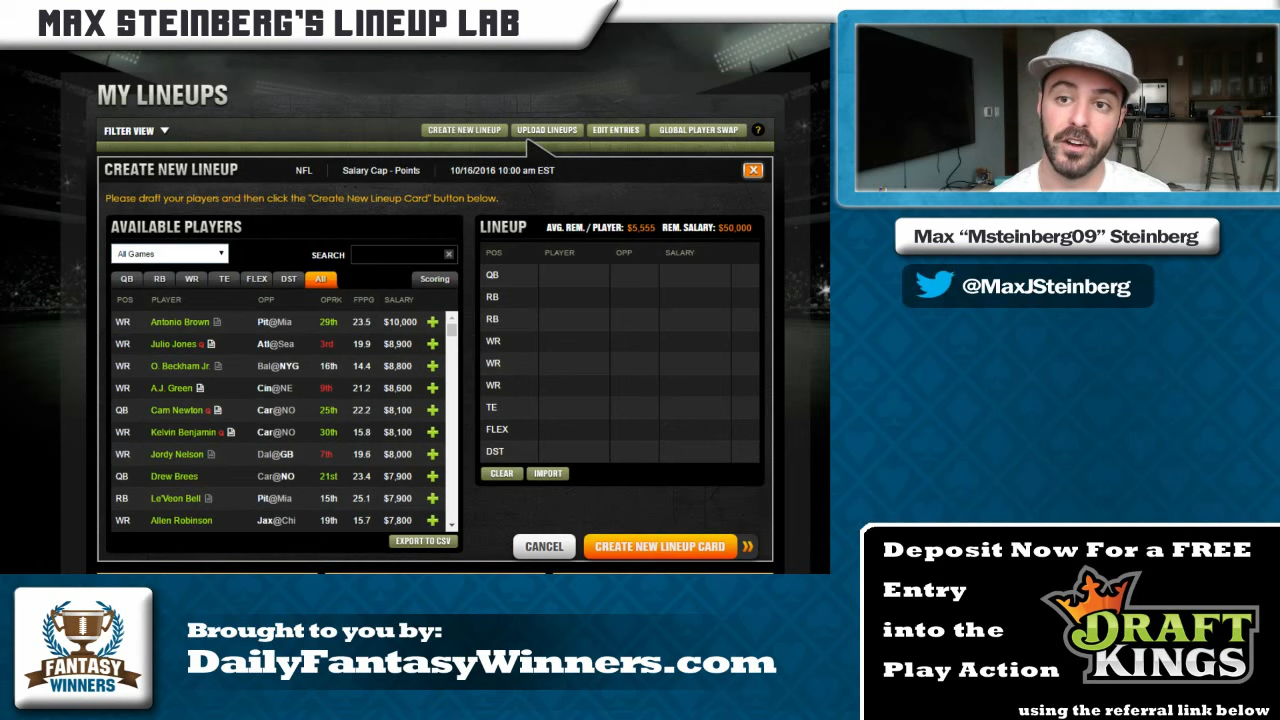 MAX STEINBERG'S LINEUP LAB
MY LINEUPS
FILTER VIEW ▼
CREATE NEW LINEUP UPLOAD LINEUPS EDIT ENTRIES GLOBAL PLAYER SWAP ?
CREATE NEW LINEUP NFL Salary Cap - Points 10/16/2016 10:00 am EST X
Please draft your players and then click the "Create New Lineup Card" button below.
AVAILABLE PLAYERS
All Games SEARCH
QB RB WR TE FLEX DST All Scoring
POS PLAYER OPP OPRK FPPG SALARY
WR Antonio Brown Pit@Mia 29th 23.5 $10,000
WR Julio Jones Q Atl@Sea 3rd 19.9 $8,900
WR O. Beckham Jr. Bal@NYG 16th 14.4 $8,800
WR A.J. Green Cin@NE 9th 21.2 $8,600
QB Cam Newton Q Car@NO 25th 22.2 $8,100
WR Kelvin Benjamin Q Car@NO 30th 15.8 $8,100
WR Jordy Nelson Dal@GB 7th 19.6 $8,000
QB Drew Brees Car@NO 21st 23.4 $7,900
RB Le'Veon Bell Pit@Mia 15th 25.1 $7,900
WR Allen Robinson Jax@Chi 19th 15.7 $7,800
EXPORT TO CSV
LINEUP AVG. REM. / PLAYER: $5,555 REM. SALARY: $50,000
POS PLAYER OPP SALARY
QB
RB
RB
WR
WR
WR
TE
FLEX
DST
CLEAR IMPORT
CANCEL CREATE NEW LINEUP CARD »
Max “Msteinberg09” Steinberg
@MaxJSteinberg
FANTASY
WINNERS
Brought to you by:
DailyFantasyWinners.com
Deposit Now For a FREE
Entry
into the
Play Action
DRAFT
KINGS
using the referral link below